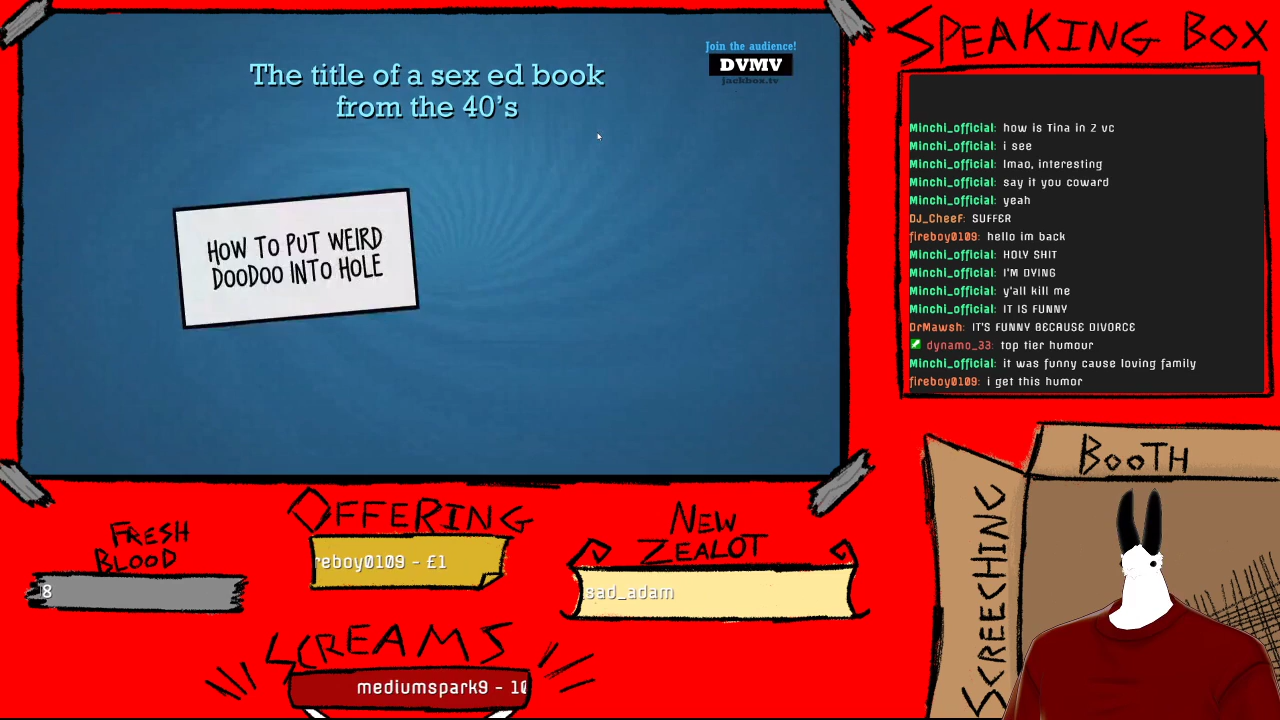 The title of a sex ed book
from the 40's
Join the audience!
DVMV
jackbox.tv
HOW TO PUT WEIRD
DOODOO INTO HOLE
SPEAKING BOX
Minchi_official: how is Tina in 2 vc
Minchi_official: i see
Minchi_official: lmao, interesting
Minchi_official: say it you coward
Minchi_official: yeah
DJ_Cheef: SUFFER
fireboy0109: hello im back
Minchi_official: HOLY SHIT
Minchi_official: I'M DYING
Minchi_official: y'all kill me
Minchi_official: IT IS FUNNY
DrMawsh: IT'S FUNNY BECAUSE DIVORCE
dynamo_33: top tier humour
Minchi_official: it was funny cause loving family
fireboy0109: i get this humor
FRESH
BLOOD
8
OFFERING
reboy0109 - £1
NEW
ZEALOT
sad_adam
SCREAMS
mediumspark9 - 10
BOOTH
SCREECHING